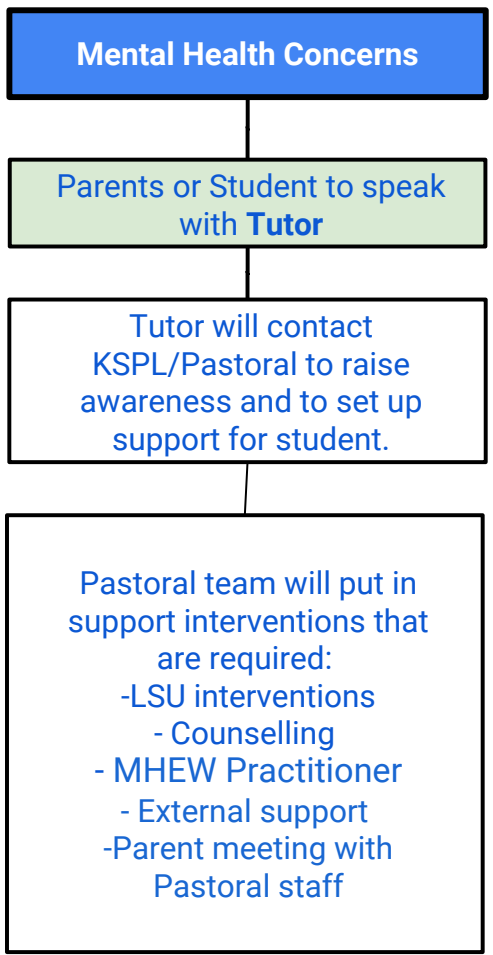 Mental Health Concerns
Parents or Student to speak
with Tutor
Tutor will contact
KSPL/Pastoral to raise
awareness and to set up
support for student.
Pastoral team will put in
support interventions that
are required:
-LSU interventions
- Counselling
- MHEW Practitioner
- External support
-Parent meeting with
Pastoral staff